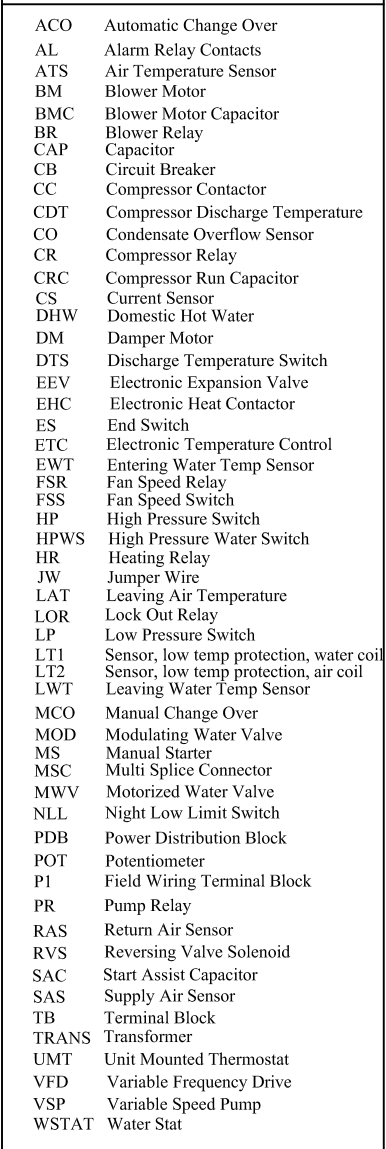 ACO Automatic Change Over
AL Alarm Relay Contacts
ATS Air Temperature Sensor
BM Blower Motor
BMC Blower Motor Capacitor
BR Blower Relay
CAP Capacitor
CB Circuit Breaker
CC Compressor Contactor
CDT Compressor Discharge Temperature
CO Condensate Overflow Sensor
CR Compressor Relay
CRC Compressor Run Capacitor
CS Current Sensor
DHW Domestic Hot Water
DM Damper Motor
DTS Discharge Temperature Switch
EEV Electronic Expansion Valve
EHC Electronic Heat Contactor
ES End Switch
ETC Electronic Temperature Control
EWT Entering Water Temp Sensor
FSR Fan Speed Relay
FSS Fan Speed Switch
HP High Pressure Switch
HPWS High Pressure Water Switch
HR Heating Relay
JW Jumper Wire
LAT Leaving Air Temperature
LOR Lock Out Relay
LP Low Pressure Switch
LT1 Sensor, low temp protection, water coil
LT2 Sensor, low temp protection, air coil
LWT Leaving Water Temp Sensor
MCO Manual Change Over
MOD Modulating Water Valve
MS Manual Starter
MSC Multi Splice Connector
MWV Motorized Water Valve
NLL Night Low Limit Switch
PDB Power Distribution Block
POT Potentiometer
P1 Field Wiring Terminal Block
PR Pump Relay
RAS Return Air Sensor
RVS Reversing Valve Solenoid
SAC Start Assist Capacitor
SAS Supply Air Sensor
TB Terminal Block
TRANS Transformer
UMT Unit Mounted Thermostat
VFD Variable Frequency Drive
VSP Variable Speed Pump
WSTAT Water Stat